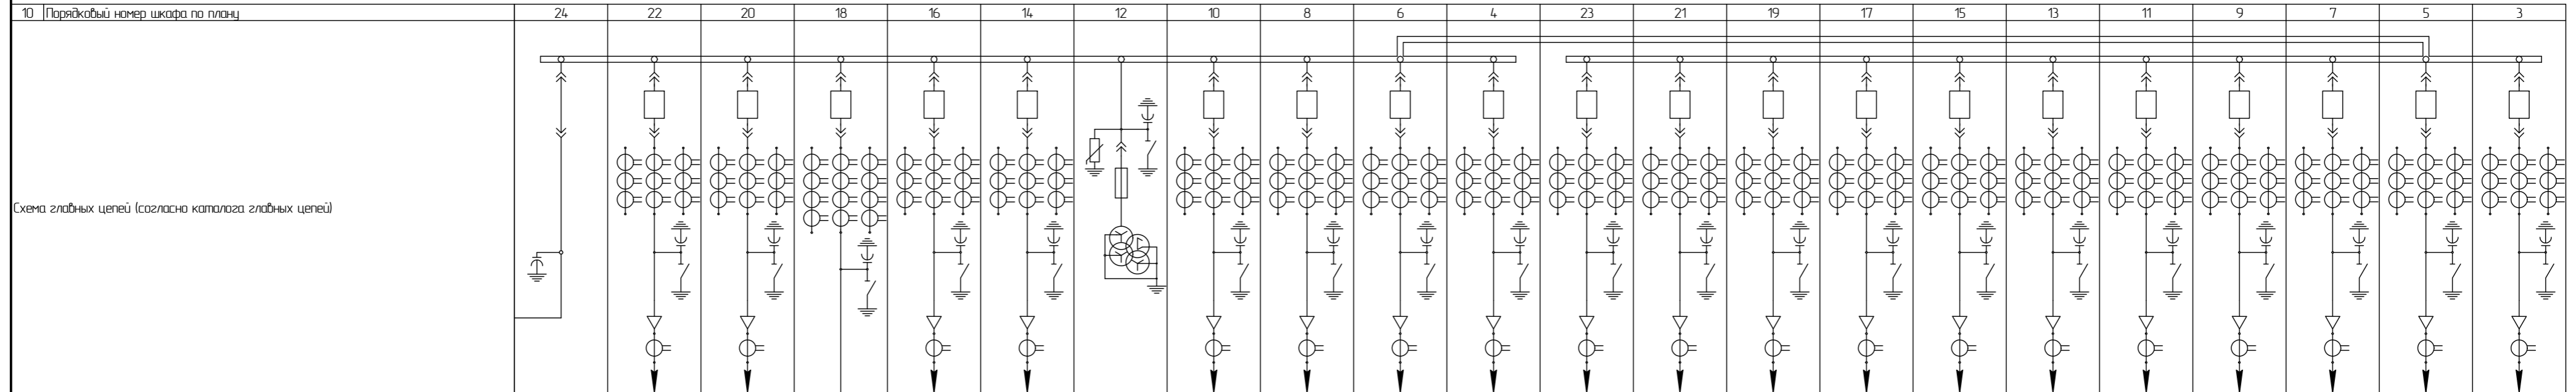 10 Порядковый номер шкафа по плану 24 22 20 18 16 14 12 10 8 6 4 23 21 19 17 15 13 11 9 7 5 3
Схема главных цепей (согласно каталога главных цепей)